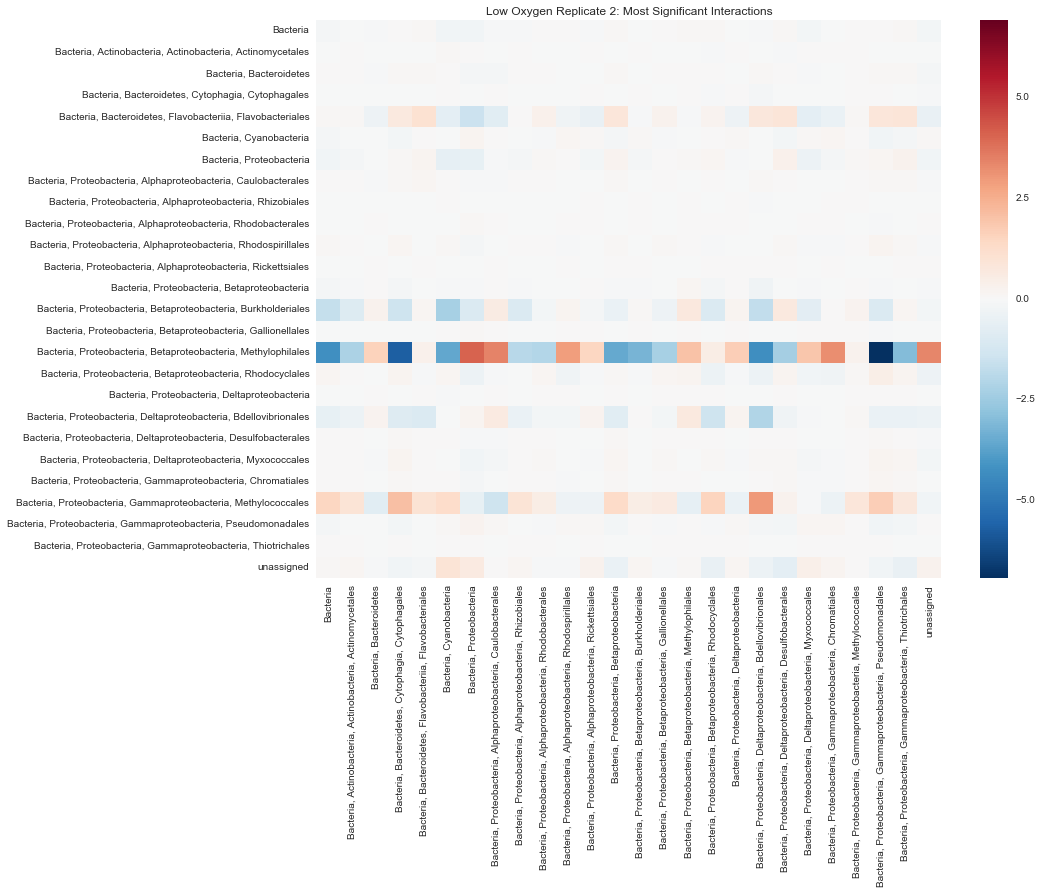 Low Oxygen Replicate 2: Most Significant Interactions
Bacteria
Bacteria, Actinobacteria, Actinobacteria, Actinomycetales
Bacteria, Bacteroidetes
Bacteria, Bacteroidetes, Cytophagia, Cytophagales
Bacteria, Bacteroidetes, Flavobacteriia, Flavobacteriales
Bacteria, Cyanobacteria
Bacteria, Proteobacteria
Bacteria, Proteobacteria, Alphaproteobacteria, Caulobacterales
Bacteria, Proteobacteria, Alphaproteobacteria, Rhizobiales
Bacteria, Proteobacteria, Alphaproteobacteria, Rhodobacterales
Bacteria, Proteobacteria, Alphaproteobacteria, Rhodospirillales
Bacteria, Proteobacteria, Alphaproteobacteria, Rickettsiales
Bacteria, Proteobacteria, Betaproteobacteria
Bacteria, Proteobacteria, Betaproteobacteria, Burkholderiales
Bacteria, Proteobacteria, Betaproteobacteria, Gallionellales
Bacteria, Proteobacteria, Betaproteobacteria, Methylophilales
Bacteria, Proteobacteria, Betaproteobacteria, Rhodocyclales
Bacteria, Proteobacteria, Deltaproteobacteria
Bacteria, Proteobacteria, Deltaproteobacteria, Bdellovibrionales
Bacteria, Proteobacteria, Deltaproteobacteria, Desulfobacterales
Bacteria, Proteobacteria, Deltaproteobacteria, Myxococcales
Bacteria, Proteobacteria, Gammaproteobacteria, Chromatiales
Bacteria, Proteobacteria, Gammaproteobacteria, Methylococcales
Bacteria, Proteobacteria, Gammaproteobacteria, Pseudomonadales
Bacteria, Proteobacteria, Gammaproteobacteria, Thiotrichales
unassigned
Bacteria
Bacteria, Actinobacteria, Actinobacteria, Actinomycetales
Bacteria, Bacteroidetes
Bacteria, Bacteroidetes, Cytophagia, Cytophagales
Bacteria, Bacteroidetes, Flavobacteriia, Flavobacteriales
Bacteria, Cyanobacteria
Bacteria, Proteobacteria
Bacteria, Proteobacteria, Alphaproteobacteria, Caulobacterales
Bacteria, Proteobacteria, Alphaproteobacteria, Rhizobiales
Bacteria, Proteobacteria, Alphaproteobacteria, Rhodobacterales
Bacteria, Proteobacteria, Alphaproteobacteria, Rhodospirillales
Bacteria, Proteobacteria, Alphaproteobacteria, Rickettsiales
Bacteria, Proteobacteria, Betaproteobacteria
Bacteria, Proteobacteria, Betaproteobacteria, Burkholderiales
Bacteria, Proteobacteria, Betaproteobacteria, Gallionellales
Bacteria, Proteobacteria, Betaproteobacteria, Methylophilales
Bacteria, Proteobacteria, Betaproteobacteria, Rhodocyclales
Bacteria, Proteobacteria, Deltaproteobacteria
Bacteria, Proteobacteria, Deltaproteobacteria, Bdellovibrionales
Bacteria, Proteobacteria, Deltaproteobacteria, Desulfobacterales
Bacteria, Proteobacteria, Deltaproteobacteria, Myxococcales
Bacteria, Proteobacteria, Gammaproteobacteria, Chromatiales
Bacteria, Proteobacteria, Gammaproteobacteria, Methylococcales
Bacteria, Proteobacteria, Gammaproteobacteria, Pseudomonadales
Bacteria, Proteobacteria, Gammaproteobacteria, Thiotrichales
unassigned
5.0
2.5
0.0
−2.5
−5.0